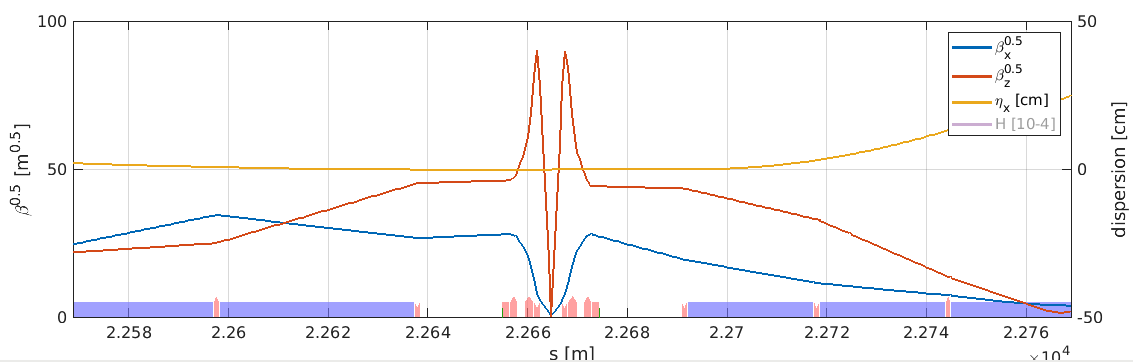 100
50
0
β^0.5 [m^0.5]
50
0
-50
dispersion [cm]
β_x^0.5
β_z^0.5
η_x [cm]
H [10-4]
2.258 2.26 2.262 2.264 2.266 2.268 2.27 2.272 2.274 2.276
s [m]
×10^4